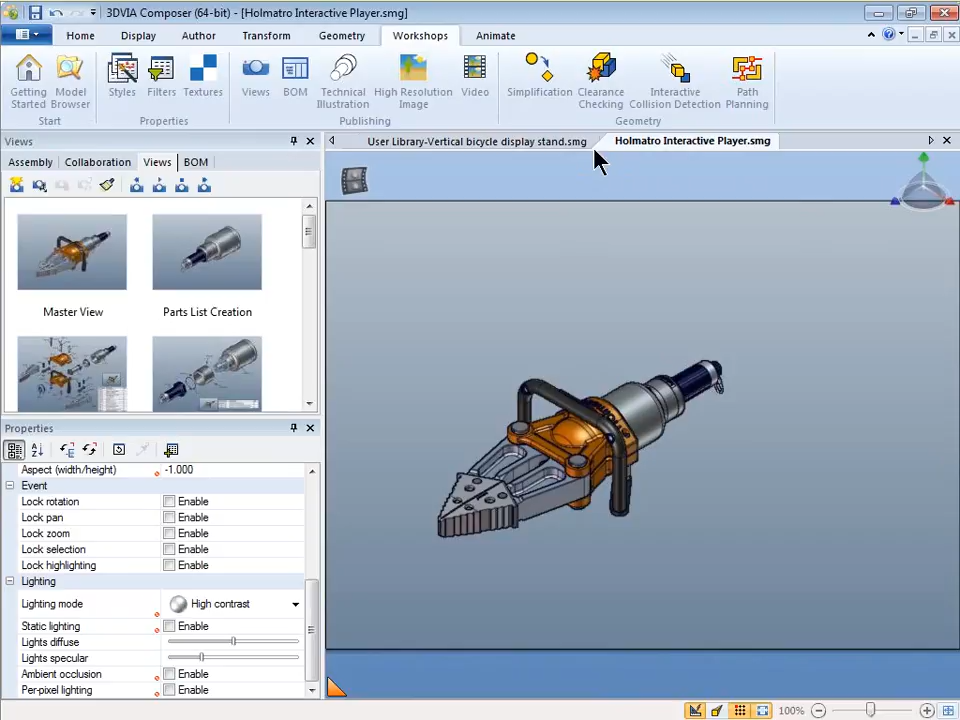 3DVIA Composer (64-bit) - [Holmatro Interactive Player.smg]
Home Display Author Transform Geometry Workshops Animate
Getting Started
Model Browser
Styles
Filters
Textures
Views
BOM
Technical Illustration
High Resolution Image
Video
Simplification
Clearance Checking
Interactive Collision Detection
Path Planning
Start Properties Publishing Geometry
Views
User Library-Vertical bicycle display stand.smg
Holmatro Interactive Player.smg
Assembly Collaboration Views BOM
Master View
Parts List Creation
Properties
Aspect (width/height) -1.000
Event
Lock rotation Enable
Lock pan Enable
Lock zoom Enable
Lock selection Enable
Lock highlighting Enable
Lighting
Lighting mode High contrast
Static lighting Enable
Lights diffuse
Lights specular
Ambient occlusion Enable
Per-pixel lighting Enable
100%